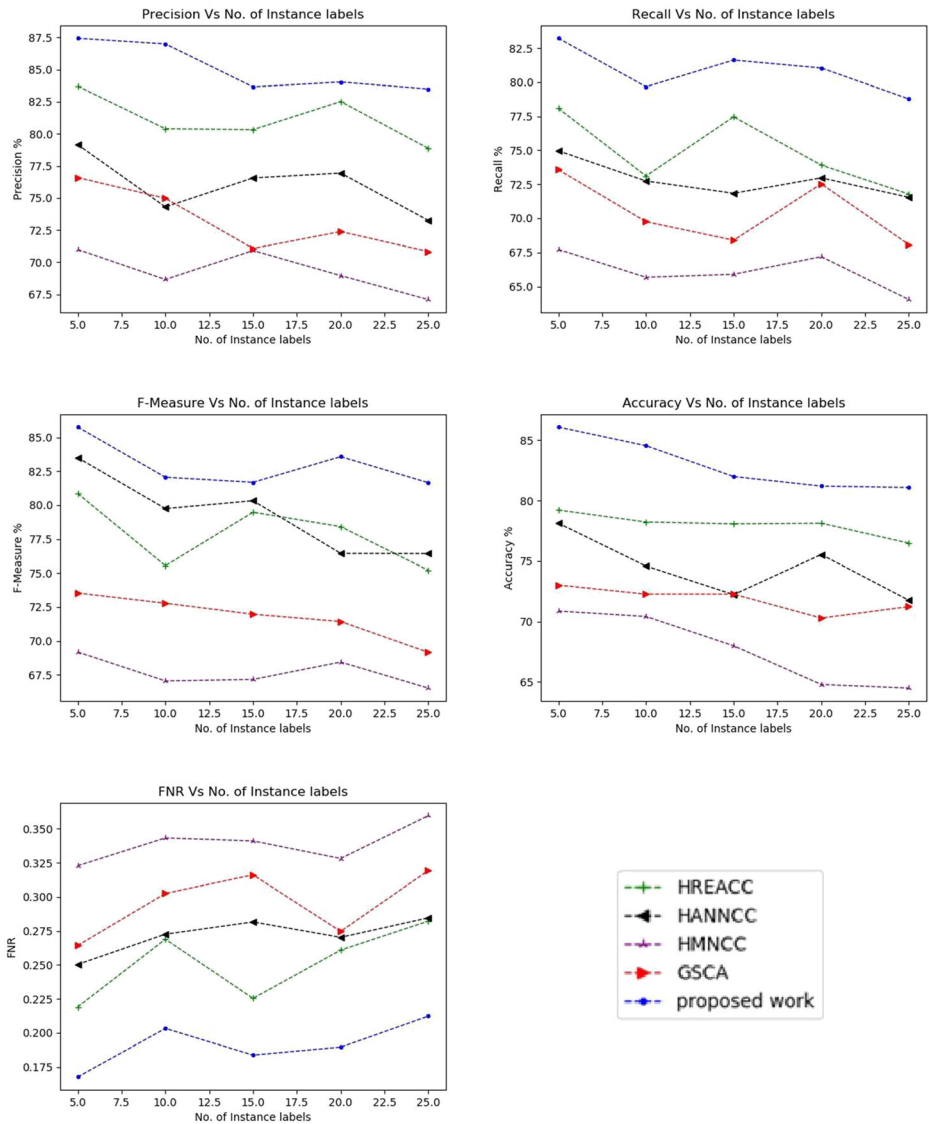 Precision Vs No. of Instance labels
Precision %
87.5
85.0
82.5
80.0
77.5
75.0
72.5
70.0
67.5
5.0 7.5 10.0 12.5 15.0 17.5 20.0 22.5 25.0
No. of Instance labels
Recall Vs No. of Instance labels
Recall %
82.5
80.0
77.5
75.0
72.5
70.0
67.5
65.0
5.0 7.5 10.0 12.5 15.0 17.5 20.0 22.5 25.0
No. of Instance labels
F-Measure Vs No. of Instance labels
F-Measure %
85.0
82.5
80.0
77.5
75.0
72.5
70.0
67.5
5.0 7.5 10.0 12.5 15.0 17.5 20.0 22.5 25.0
No. of Instance labels
Accuracy Vs No. of Instance labels
Accuracy %
85
80
75
70
65
5.0 7.5 10.0 12.5 15.0 17.5 20.0 22.5 25.0
No. of Instance labels
FNR Vs No. of Instance labels
FNR
0.350
0.325
0.300
0.275
0.250
0.225
0.200
0.175
5.0 7.5 10.0 12.5 15.0 17.5 20.0 22.5 25.0
No. of Instance labels
HREACC
HANNCC
HMNCC
GSCA
proposed work